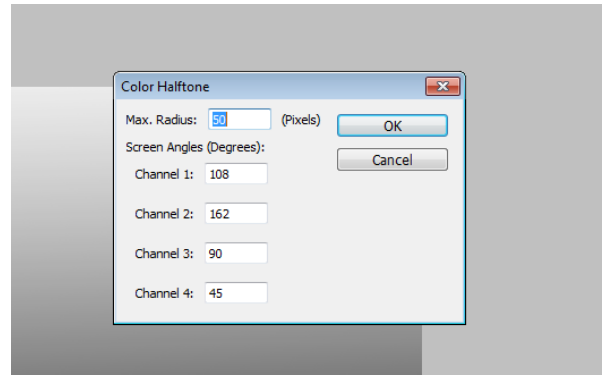 Color Halftone
Max. Radius: 50 (Pixels) OK
Screen Angles (Degrees): Cancel
Channel 1: 108
Channel 2: 162
Channel 3: 90
Channel 4: 45